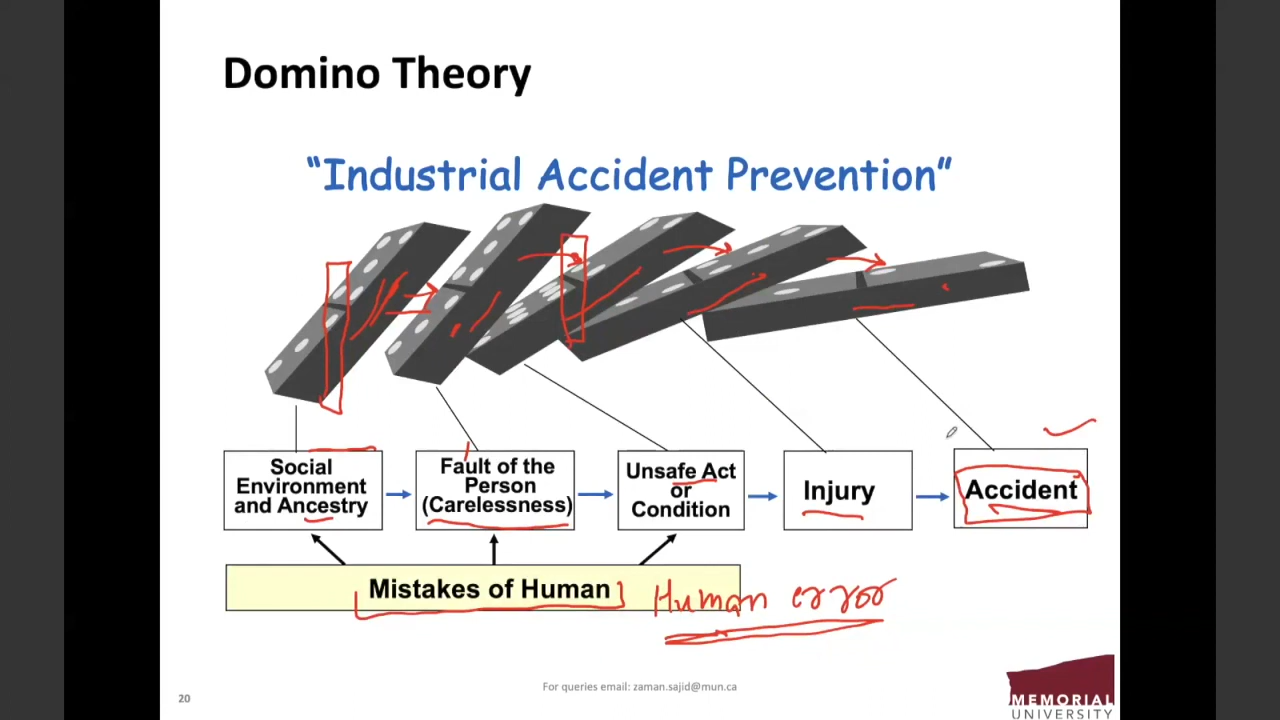 Domino Theory
“Industrial Accident Prevention”
Social
Environment
and Ancestry
Fault of the
Person
(Carelessness)
Unsafe Act
or
Condition
Injury
Accident
Mistakes of Human
Human error
20
For queries email: zaman.sajid@mun.ca
MEMORIAL
UNIVERSITY